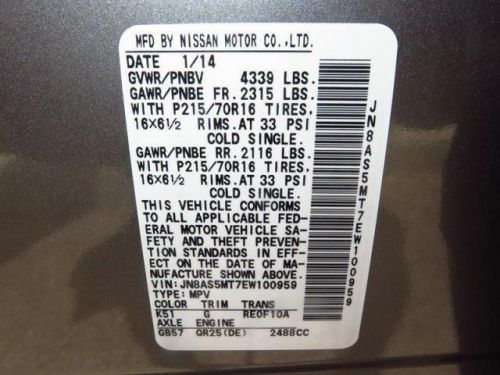 MFD BY NISSAN MOTOR CO.,LTD.
DATE 1/14
GVWR/PNBV 4339 LBS.
GAWR/PNBE FR. 2315 LBS.
WITH P215/70R16 TIRES,
16X6½ RIMS.AT 33 PSI
COLD SINGLE.
GAWR/PNBE RR. 2116 LBS.
WITH P215/70R16 TIRES,
16X6½ RIMS.AT 33 PSI
COLD SINGLE.
THIS VEHICLE CONFORMS
TO ALL APPLICABLE FED-
ERAL MOTOR VEHICLE SA-
FETY AND THEFT PREVENTION
STANDARDS IN EFFECT
ON THE DATE OF MA-
NUFACTURE SHOWN ABOVE.
VIN: JN8AS5MT7EW100959
TYPE: MPV
COLOR TRIM TRANS
K51 G RE0F10A
AXLE ENGINE
GB57 QR25(DE) 2488CC
JN8AS5MT7EW100959